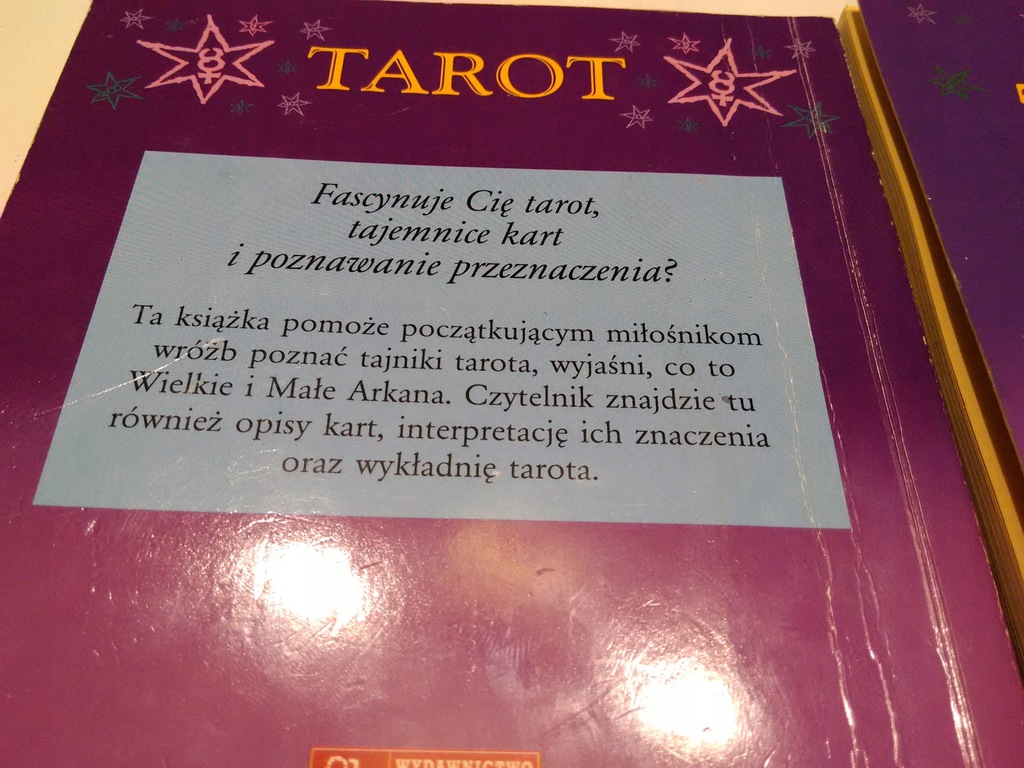 TAROT
Fascynuje Cię tarot,
tajemnice kart
i poznawanie przeznaczenia?
Ta książka pomoże początkującym miłośnikom
wróżb poznać tajniki tarota, wyjaśni, co to
Wielkie i Małe Arkana. Czytelnik znajdzie tu
również opisy kart, interpretację ich znaczenia
oraz wykładnię tarota.
WYDAWNICTWO